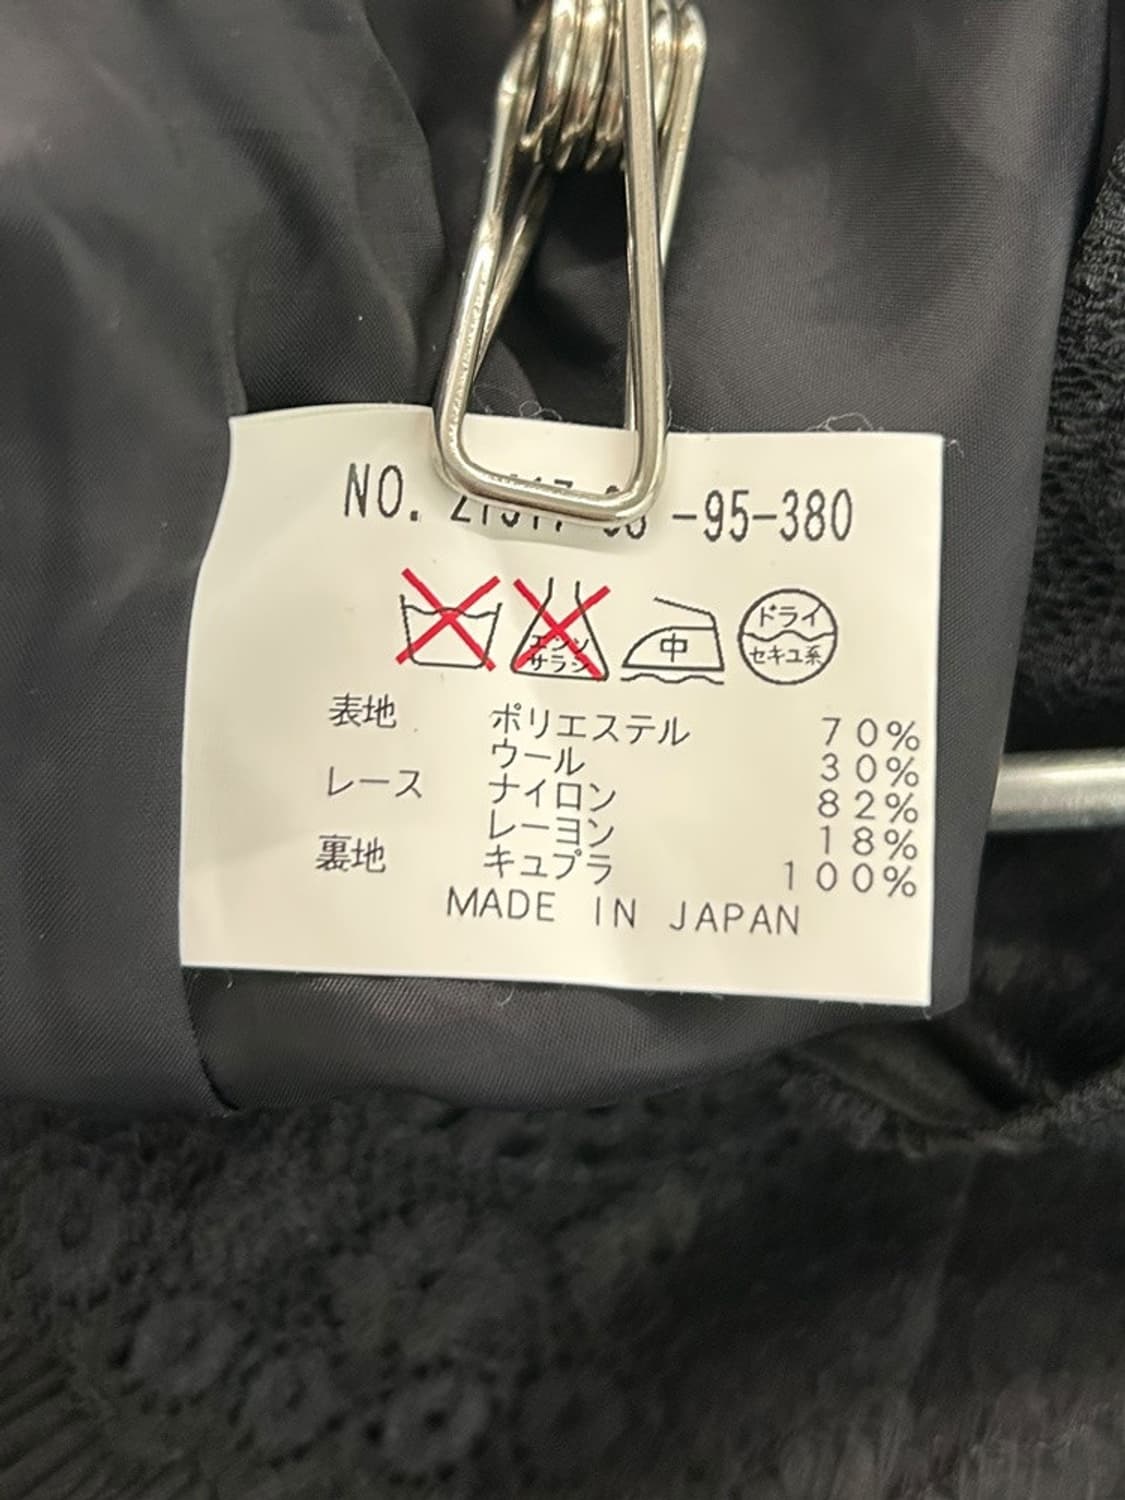 NO. -95-380
エンソ サラシ
中
ドライ
セキユ系
表地 ポリエステル 70%
ウール 30%
レース ナイロン 82%
レーヨン 18%
裏地 キュプラ 100%
MADE IN JAPAN